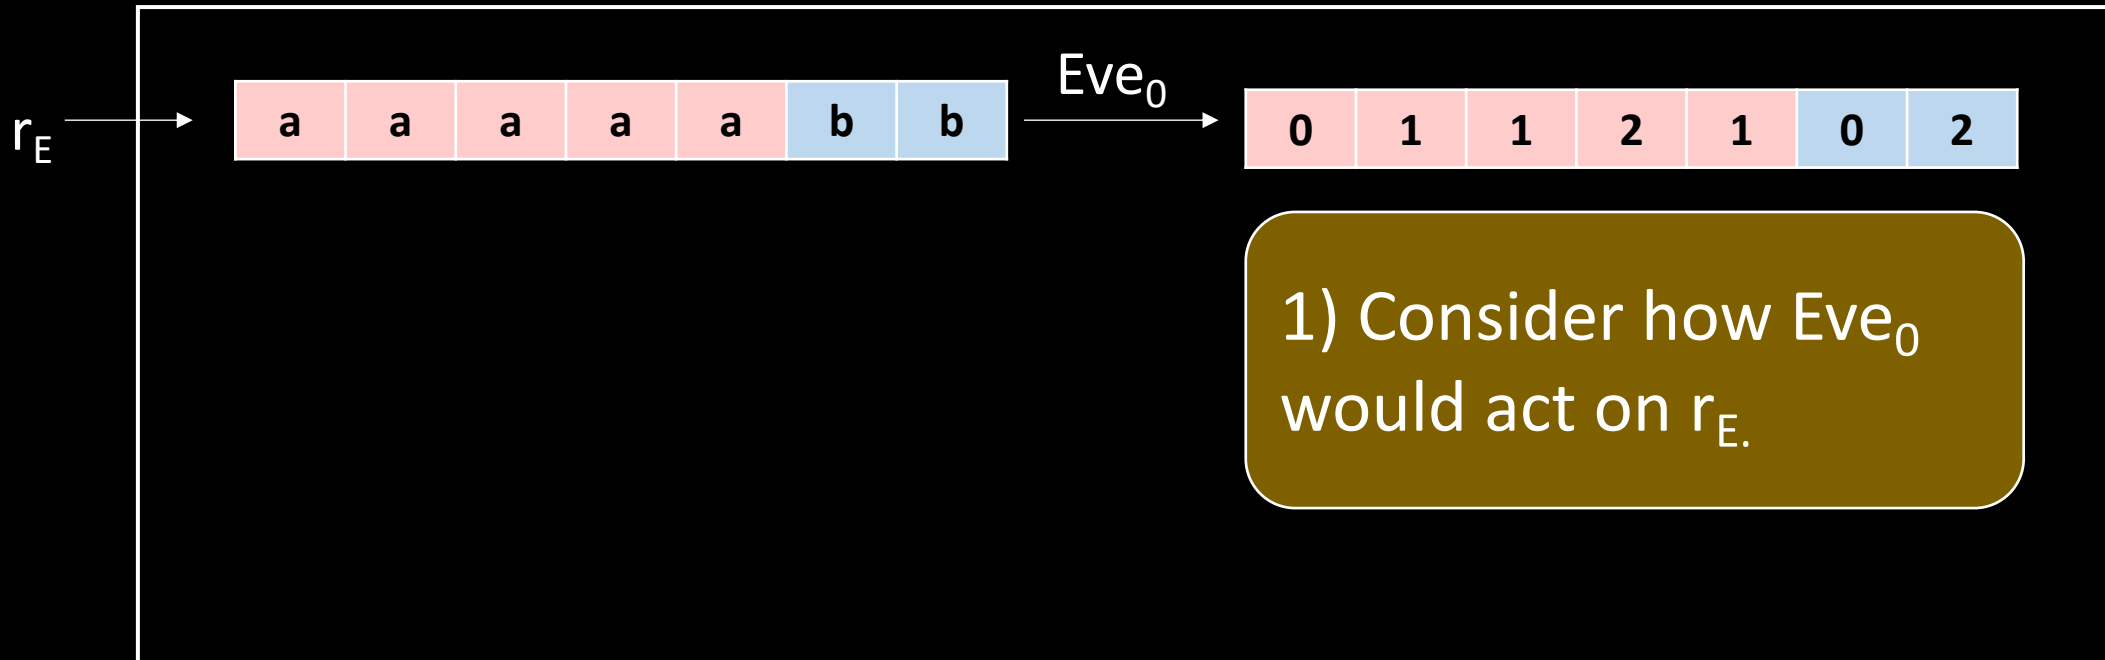 r_E
a a a a a b b
Eve_0
0 1 1 2 1 0 2
1) Consider how Eve_0
would act on r_E.